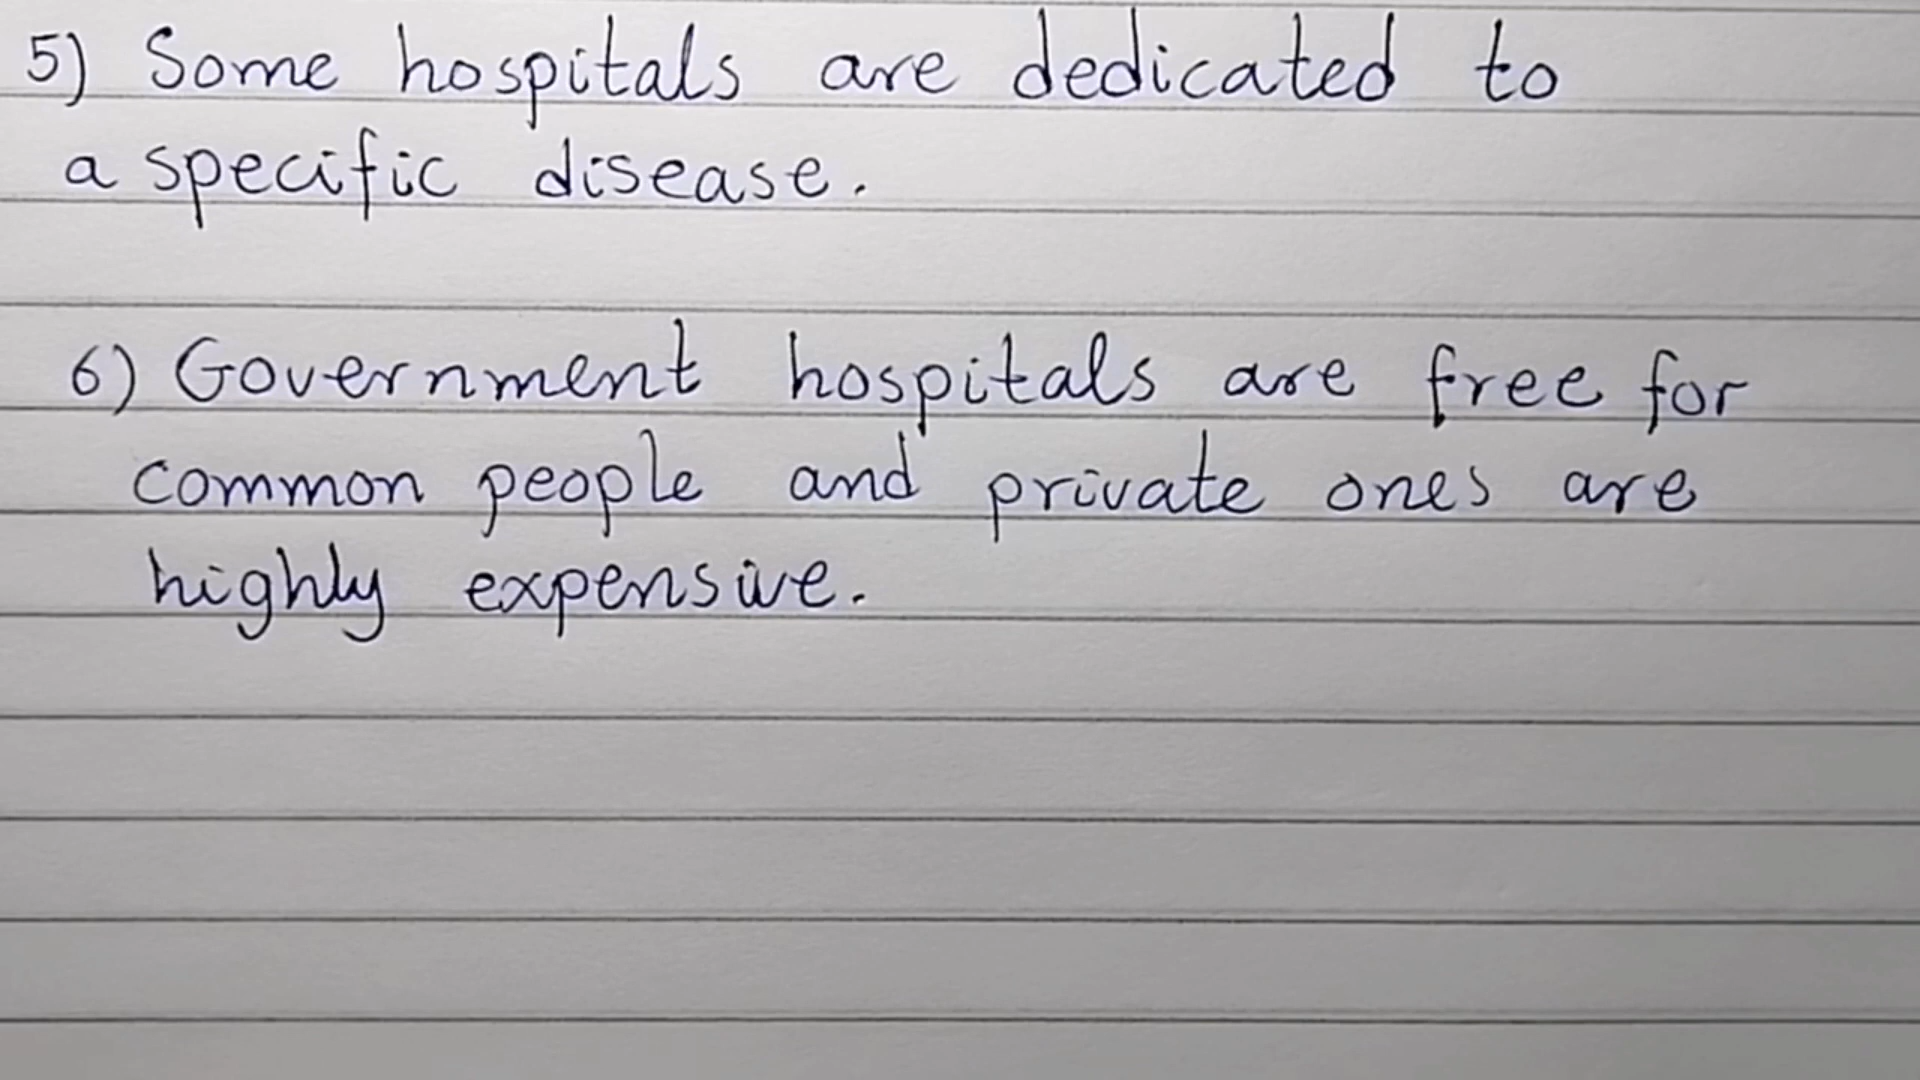 5) Some hospitals are dedicated to
a specific disease.
6) Government hospitals are free for
common people and private ones are
highly expensive.